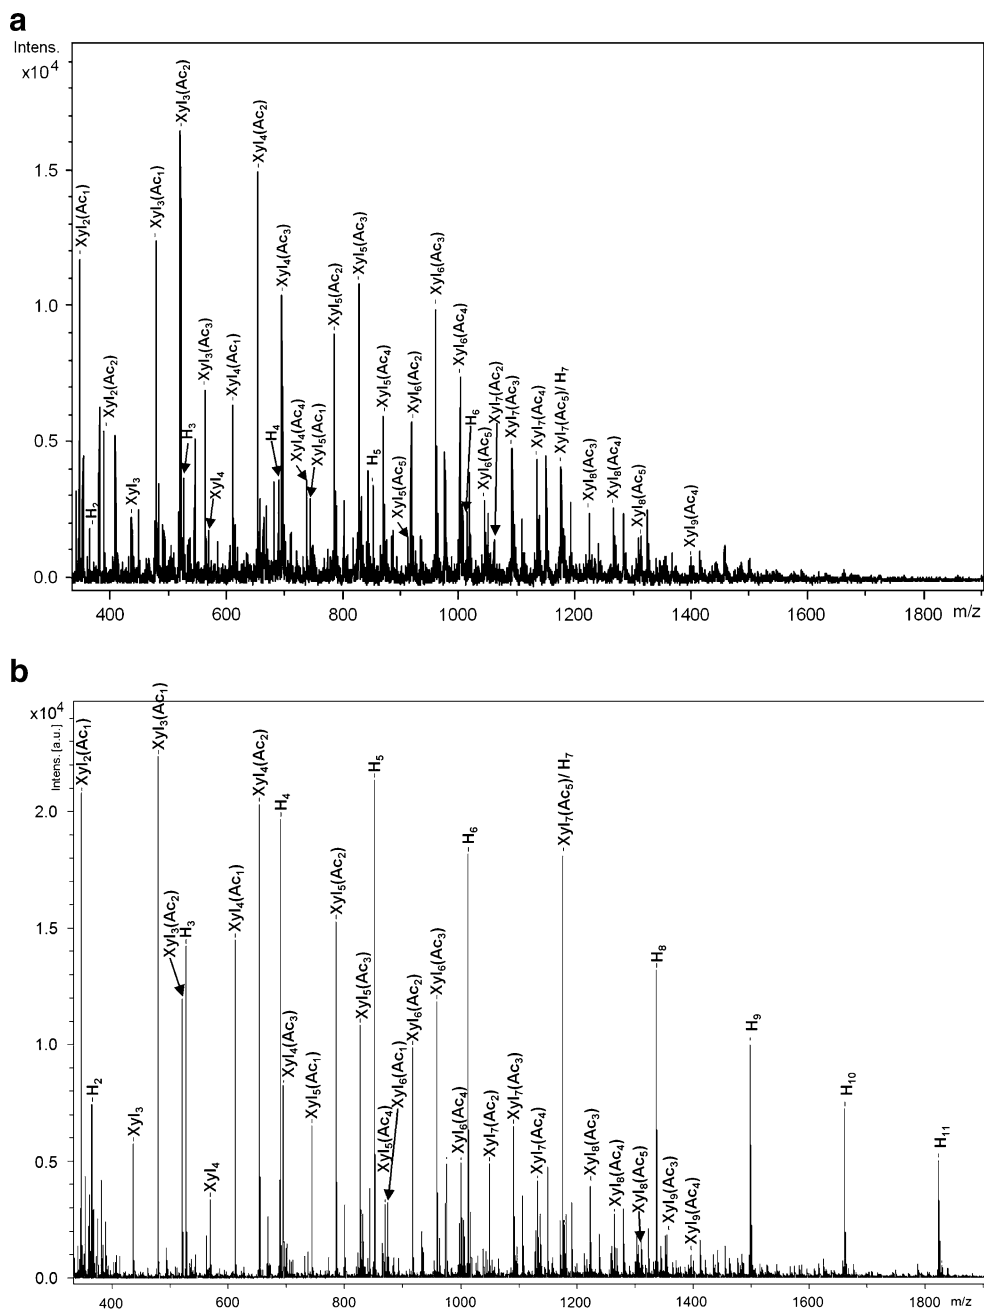 a
Intens.
x10⁴
1.5
1.0
0.5
0.0
400
600
800
1000
1200
1400
1600
1800
m/z
Xyl₂(Ac₁)
H₂
Xyl₂(Ac₂)
Xyl₃
Xyl₃(Ac₁)
Xyl₃(Ac₂)
H₃
Xyl₃(Ac₃)
Xyl₄
Xyl₄(Ac₁)
Xyl₄(Ac₂)
H₄
Xyl₄(Ac₃)
Xyl₄(Ac₄)
Xyl₅(Ac₁)
Xyl₅(Ac₂)
Xyl₅(Ac₃)
H₅
Xyl₅(Ac₄)
Xyl₅(Ac₅)
Xyl₆(Ac₂)
Xyl₆(Ac₃)
Xyl₆(Ac₄)
H₆
Xyl₆(Ac₅)
Xyl₇(Ac₂)
Xyl₇(Ac₃)
Xyl₇(Ac₄)
Xyl₇(Ac₅)/ H₇
Xyl₈(Ac₃)
Xyl₈(Ac₄)
Xyl₈(Ac₅)
Xyl₉(Ac₄)
b
x10⁴
Intens. [a.u.]
2.0
1.5
1.0
0.5
0.0
400
600
800
1000
1200
1400
1600
1800
m/z
Xyl₂(Ac₁)
H₂
Xyl₃
Xyl₃(Ac₁)
Xyl₃(Ac₂)
H₃
Xyl₄
Xyl₄(Ac₁)
Xyl₄(Ac₂)
H₄
Xyl₄(Ac₃)
Xyl₅(Ac₁)
Xyl₅(Ac₂)
Xyl₅(Ac₃)
H₅
Xyl₅(Ac₄)
Xyl₆(Ac₁)
Xyl₆(Ac₂)
Xyl₆(Ac₃)
Xyl₆(Ac₄)
H₆
Xyl₇(Ac₂)
Xyl₇(Ac₃)
Xyl₇(Ac₄)
Xyl₇(Ac₅)/ H₇
Xyl₈(Ac₃)
Xyl₈(Ac₄)
Xyl₈(Ac₅)
H₈
Xyl₉(Ac₃)
Xyl₉(Ac₄)
H₉
H₁₀
H₁₁